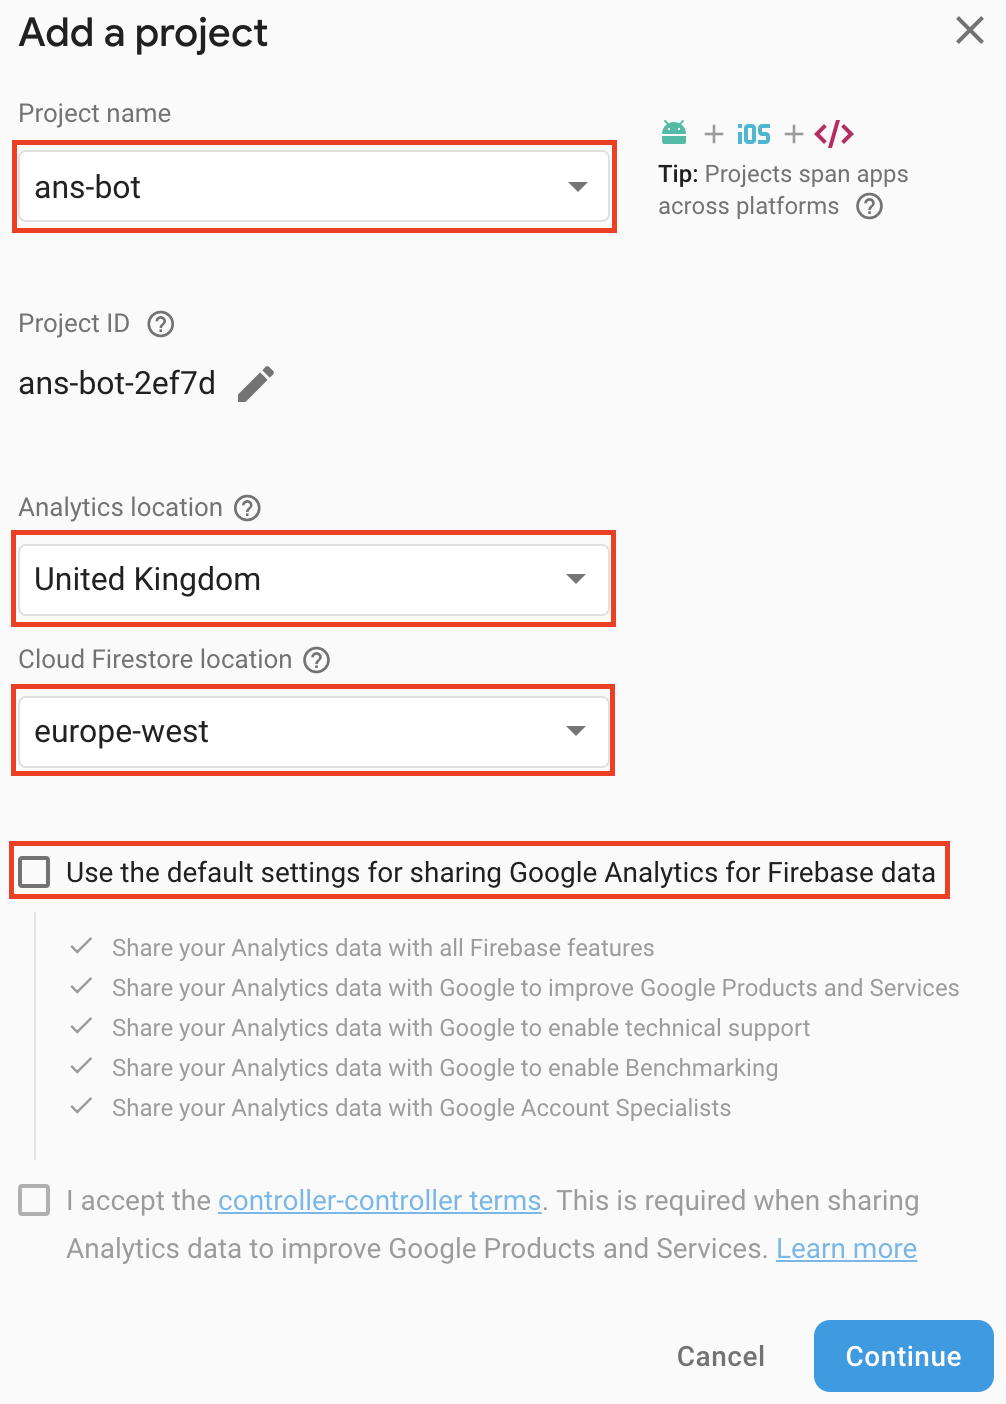 Add a project
Project name
ans-bot
iOS
Tip: Projects span apps
across platforms
Project ID
ans-bot-2ef7d
Analytics location
United Kingdom
Cloud Firestore location
europe-west
Use the default settings for sharing Google Analytics for Firebase data
Share your Analytics data with all Firebase features
Share your Analytics data with Google to improve Google Products and Services
Share your Analytics data with Google to enable technical support
Share your Analytics data with Google to enable Benchmarking
Share your Analytics data with Google Account Specialists
I accept the controller-controller terms. This is required when sharing
Analytics data to improve Google Products and Services. Learn more
Cancel Continue